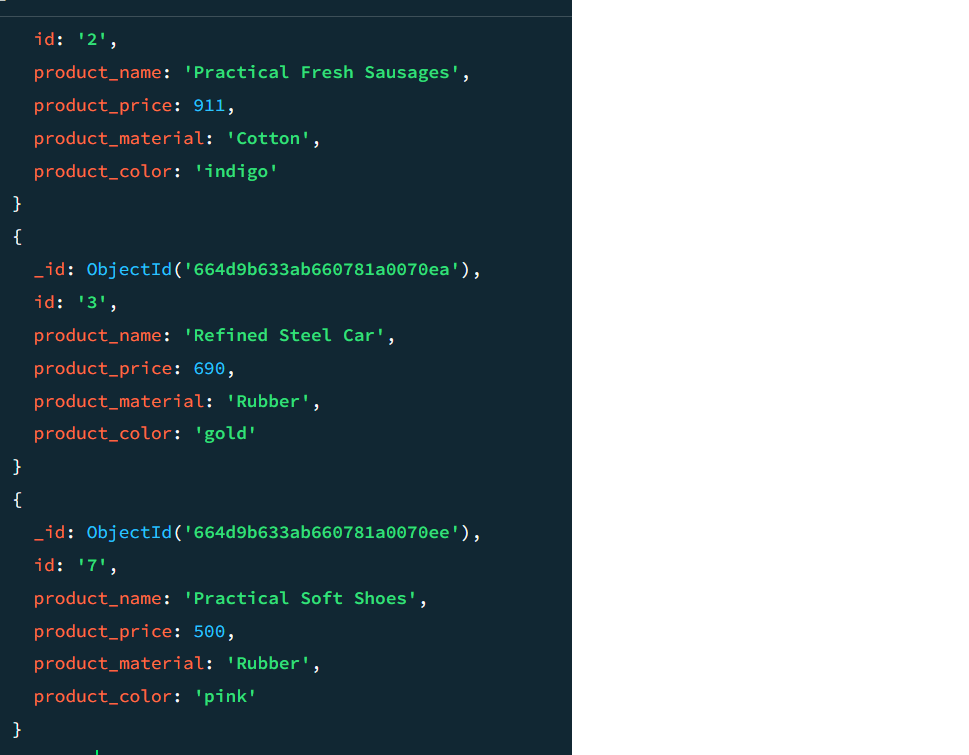 id: '2',
product_name: 'Practical Fresh Sausages',
product_price: 911,
product_material: 'Cotton',
product_color: 'indigo'
}
{
_id: ObjectId('664d9b633ab660781a0070ea'),
id: '3',
product_name: 'Refined Steel Car',
product_price: 690,
product_material: 'Rubber',
product_color: 'gold'
}
{
_id: ObjectId('664d9b633ab660781a0070ee'),
id: '7',
product_name: 'Practical Soft Shoes',
product_price: 500,
product_material: 'Rubber',
product_color: 'pink'
}